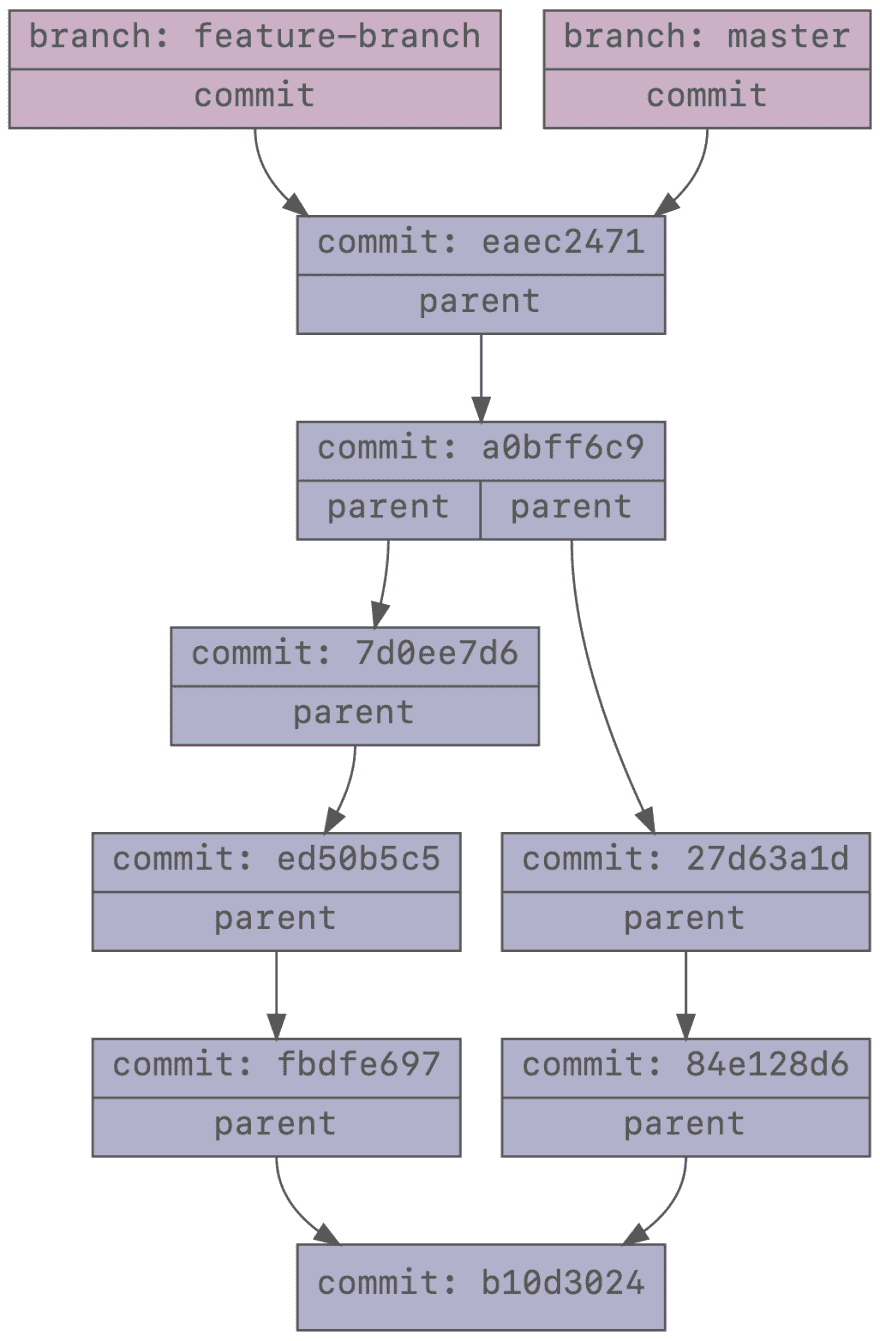 branch: feature-branch
commit
branch: master
commit
commit: eaec2471
parent
commit: a0bff6c9
parent
parent
commit: 7d0ee7d6
parent
commit: ed50b5c5
parent
commit: 27d63a1d
parent
commit: fbdfe697
parent
commit: 84e128d6
parent
commit: b10d3024